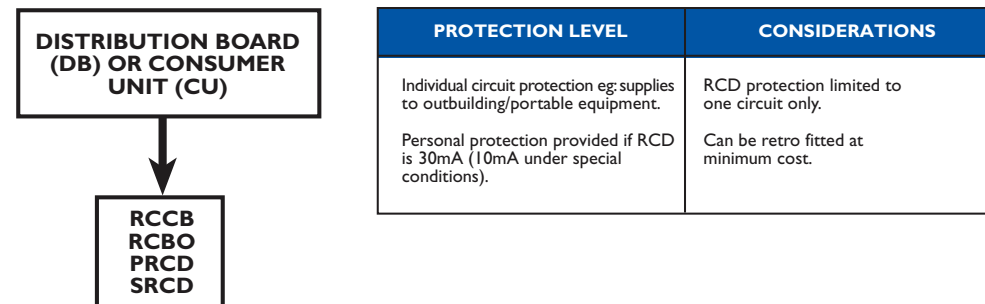 DISTRIBUTION BOARD
(DB) OR CONSUMER
UNIT (CU)
RCCB
RCBO
PRCD
SRCD
PROTECTION LEVEL
CONSIDERATIONS
Individual circuit protection eg: supplies
to outbuilding/portable equipment.
Personal protection provided if RCD
is 30mA (10mA under special
conditions).
RCD protection limited to
one circuit only.
Can be retro fitted at
minimum cost.